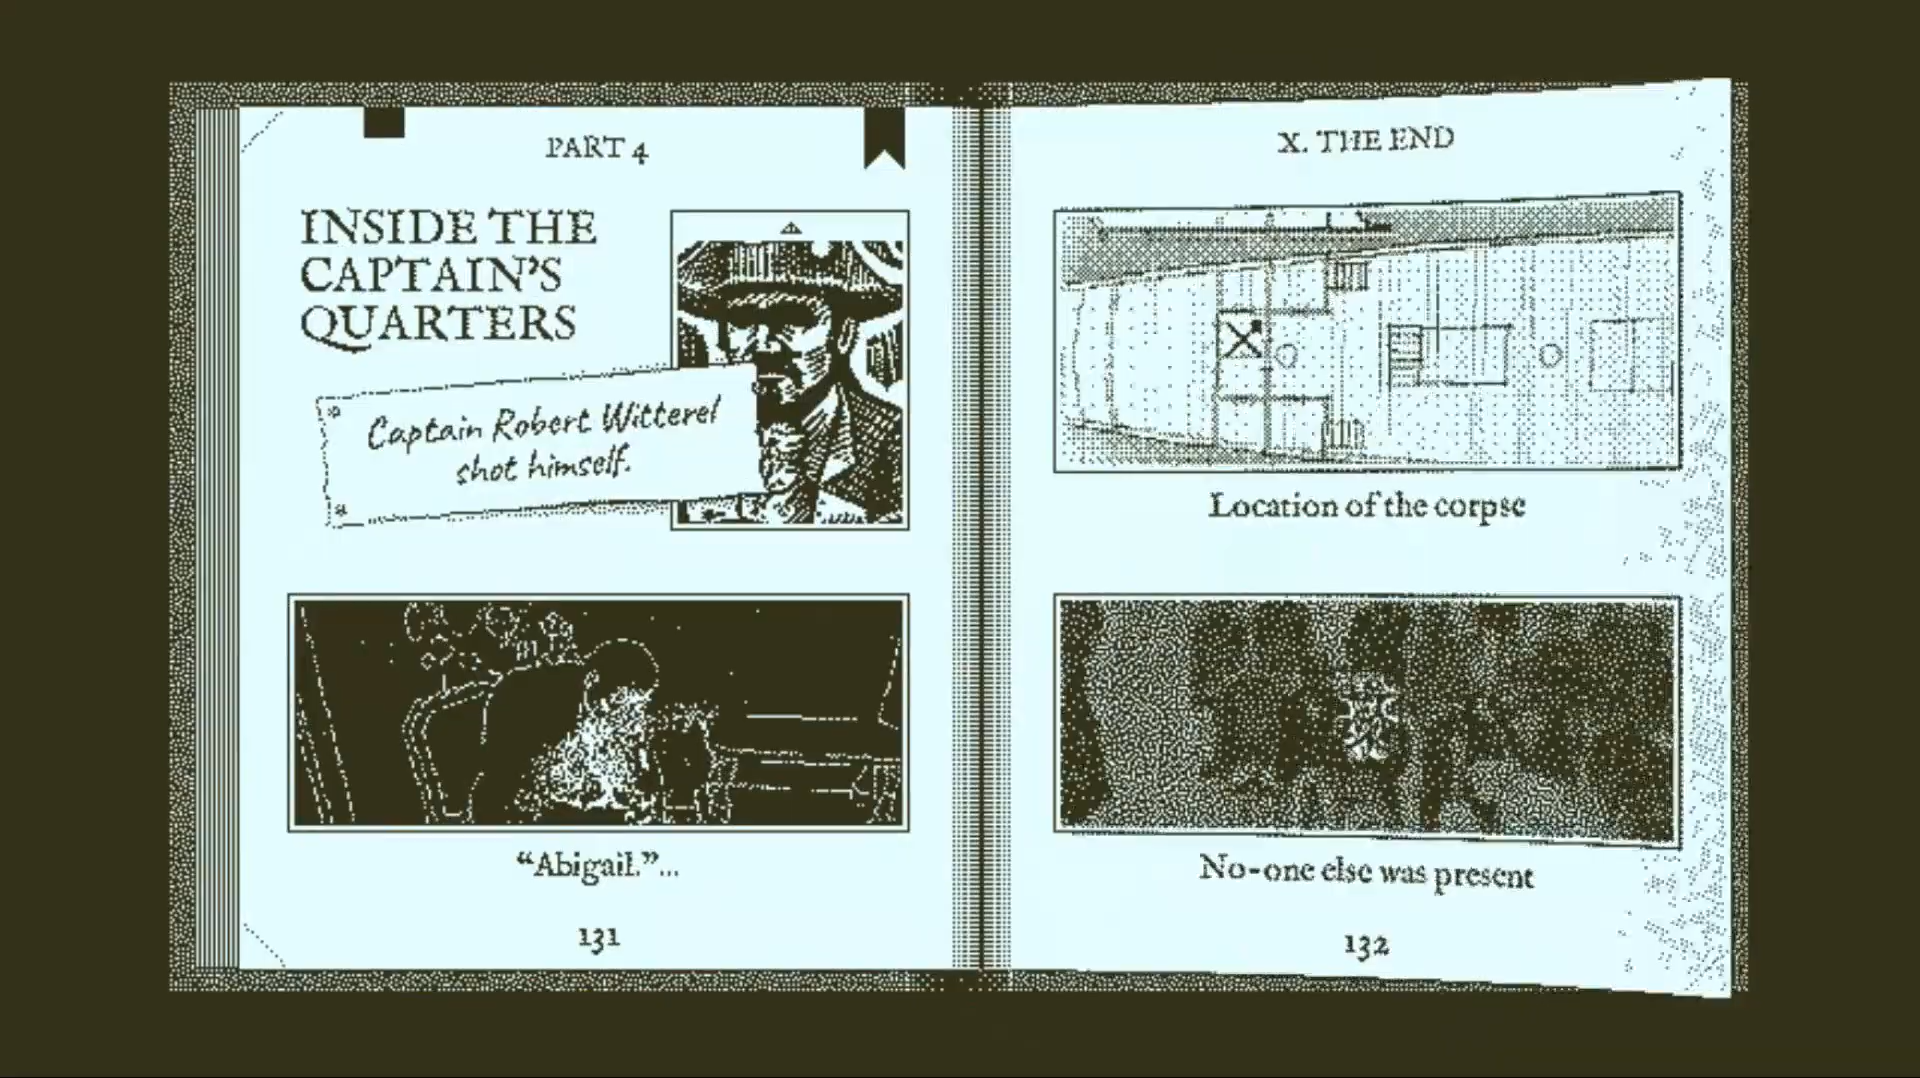 PART 4
INSIDE THE
CAPTAIN'S
QUARTERS
Captain Robert Witterel
shot himself.
"Abigail."...
131
X. THE END
Location of the corpse
No-one else was present
132